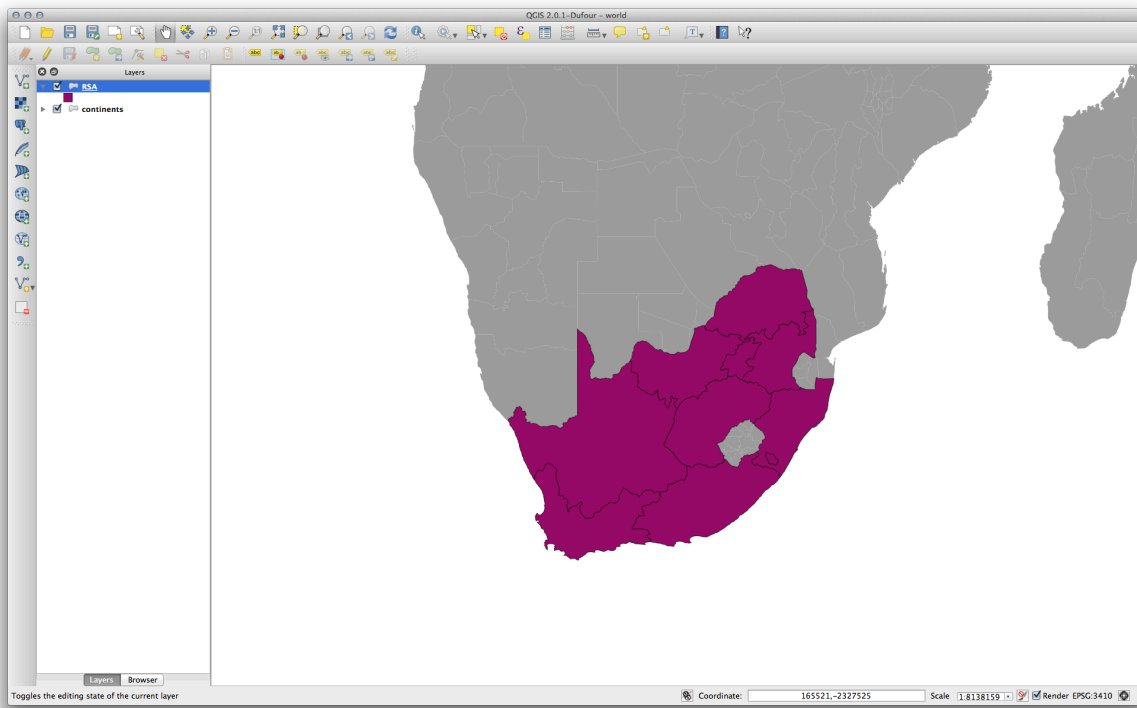 QGIS 2.0.1-Dufour - world
Layers
RSA
continents
Layers Browser
Toggles the editing state of the current layer
Coordinate: 165521,-2327525 Scale 1:8138159 Render EPSG:3410